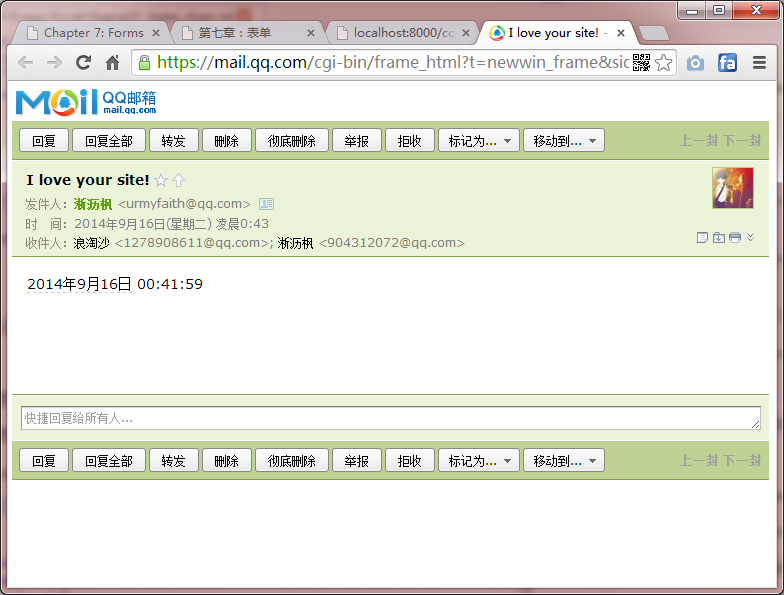 Chapter 7: Forms
第七章：表单
localhost:8000/cc
I love your site! -
https://mail.qq.com/cgi-bin/frame_html?t=newwin_frame&sid
Mail QQ邮箱
mail.qq.com
回复 回复全部 转发 删除 彻底删除 举报 拒收 标记为... 移动到... 上一封 下一封
I love your site!
发件人：渐沥枫 <urmyfaith@qq.com>
时 间：2014年9月16日(星期二) 凌晨0:43
收件人：浪淘沙 <1278908611@qq.com>; 渐沥枫 <904312072@qq.com>
2014年9月16日 00:41:59
快捷回复给所有人...
回复 回复全部 转发 删除 彻底删除 举报 拒收 标记为... 移动到... 上一封 下一封